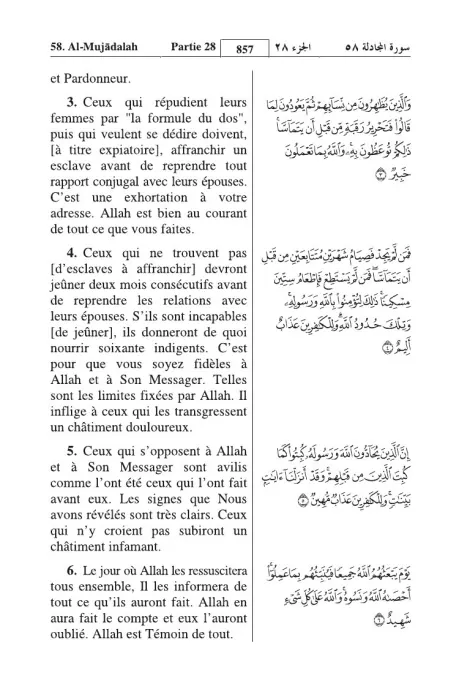 58. Al-Mujādalah
Partie 28
857
الجزء ٢٨
سورة المجادلة ٥٨
et Pardonneur.
3. Ceux qui répudient leurs
femmes par "la formule du dos",
puis qui veulent se dédire doivent,
[à titre expiatoire], affranchir un
esclave avant de reprendre tout
rapport conjugal avec leurs épouses.
C'est une exhortation à votre
adresse. Allah est bien au courant
de tout ce que vous faites.
4. Ceux qui ne trouvent pas
[d'esclaves à affranchir] devront
jeûner deux mois consécutifs avant
de reprendre les relations avec
leurs épouses. S'ils sont incapables
[de jeûner], ils donneront de quoi
nourrir soixante indigents. C'est
pour que vous soyez fidèles à
Allah et à Son Messager. Telles
sont les limites fixées par Allah. Il
inflige à ceux qui les transgressent
un châtiment douloureux.
5. Ceux qui s'opposent à Allah
et à Son Messager sont avilis
comme l'ont été ceux qui l'ont fait
avant eux. Les signes que Nous
avons révélés sont très clairs. Ceux
qui n'y croient pas subiront un
châtiment infamant.
6. Le jour où Allah les ressuscitera
tous ensemble, Il les informera de
tout ce qu'ils auront fait. Allah en
aura fait le compte et eux l'auront
oublié. Allah est Témoin de tout.
وَٱلَّذِينَ يُظَٰهِرُونَ مِن نِّسَآئِهِمْ ثُمَّ يَعُودُونَ لِمَا
قَالُوا۟ فَتَحْرِيرُ رَقَبَةٍ مِّن قَبْلِ أَن يَتَمَآسَّا
ذَٰلِكُمْ تُوعَظُونَ بِهِۦ وَٱللَّهُ بِمَا تَعْمَلُونَ
خَبِيرٌ ٣
فَمَن لَّمْ يَجِدْ فَصِيَامُ شَهْرَيْنِ مُتَتَابِعَيْنِ مِن قَبْلِ
أَن يَتَمَآسَّا فَمَن لَّمْ يَسْتَطِعْ فَإِطْعَامُ سِتِّينَ
مِسْكِينًا ذَٰلِكَ لِتُؤْمِنُوا۟ بِٱللَّهِ وَرَسُولِهِۦ
وَتِلْكَ حُدُودُ ٱللَّهِ وَلِلْكَٰفِرِينَ عَذَابٌ
أَلِيمٌ ٤
إِنَّ ٱلَّذِينَ يُحَآدُّونَ ٱللَّهَ وَرَسُولَهُۥ كُبِتُوا۟ كَمَا
كُبِتَ ٱلَّذِينَ مِن قَبْلِهِمْ وَقَدْ أَنزَلْنَآ ءَايَٰتٍۭ
بَيِّنَٰتٍ وَلِلْكَٰفِرِينَ عَذَابٌ مُّهِينٌ ٥
يَوْمَ يَبْعَثُهُمُ ٱللَّهُ جَمِيعًا فَيُنَبِّئُهُم بِمَا عَمِلُوٓا۟
أَحْصَىٰهُ ٱللَّهُ وَنَسُوهُ وَٱللَّهُ عَلَىٰ كُلِّ شَىْءٍ
شَهِيدٌ ٦